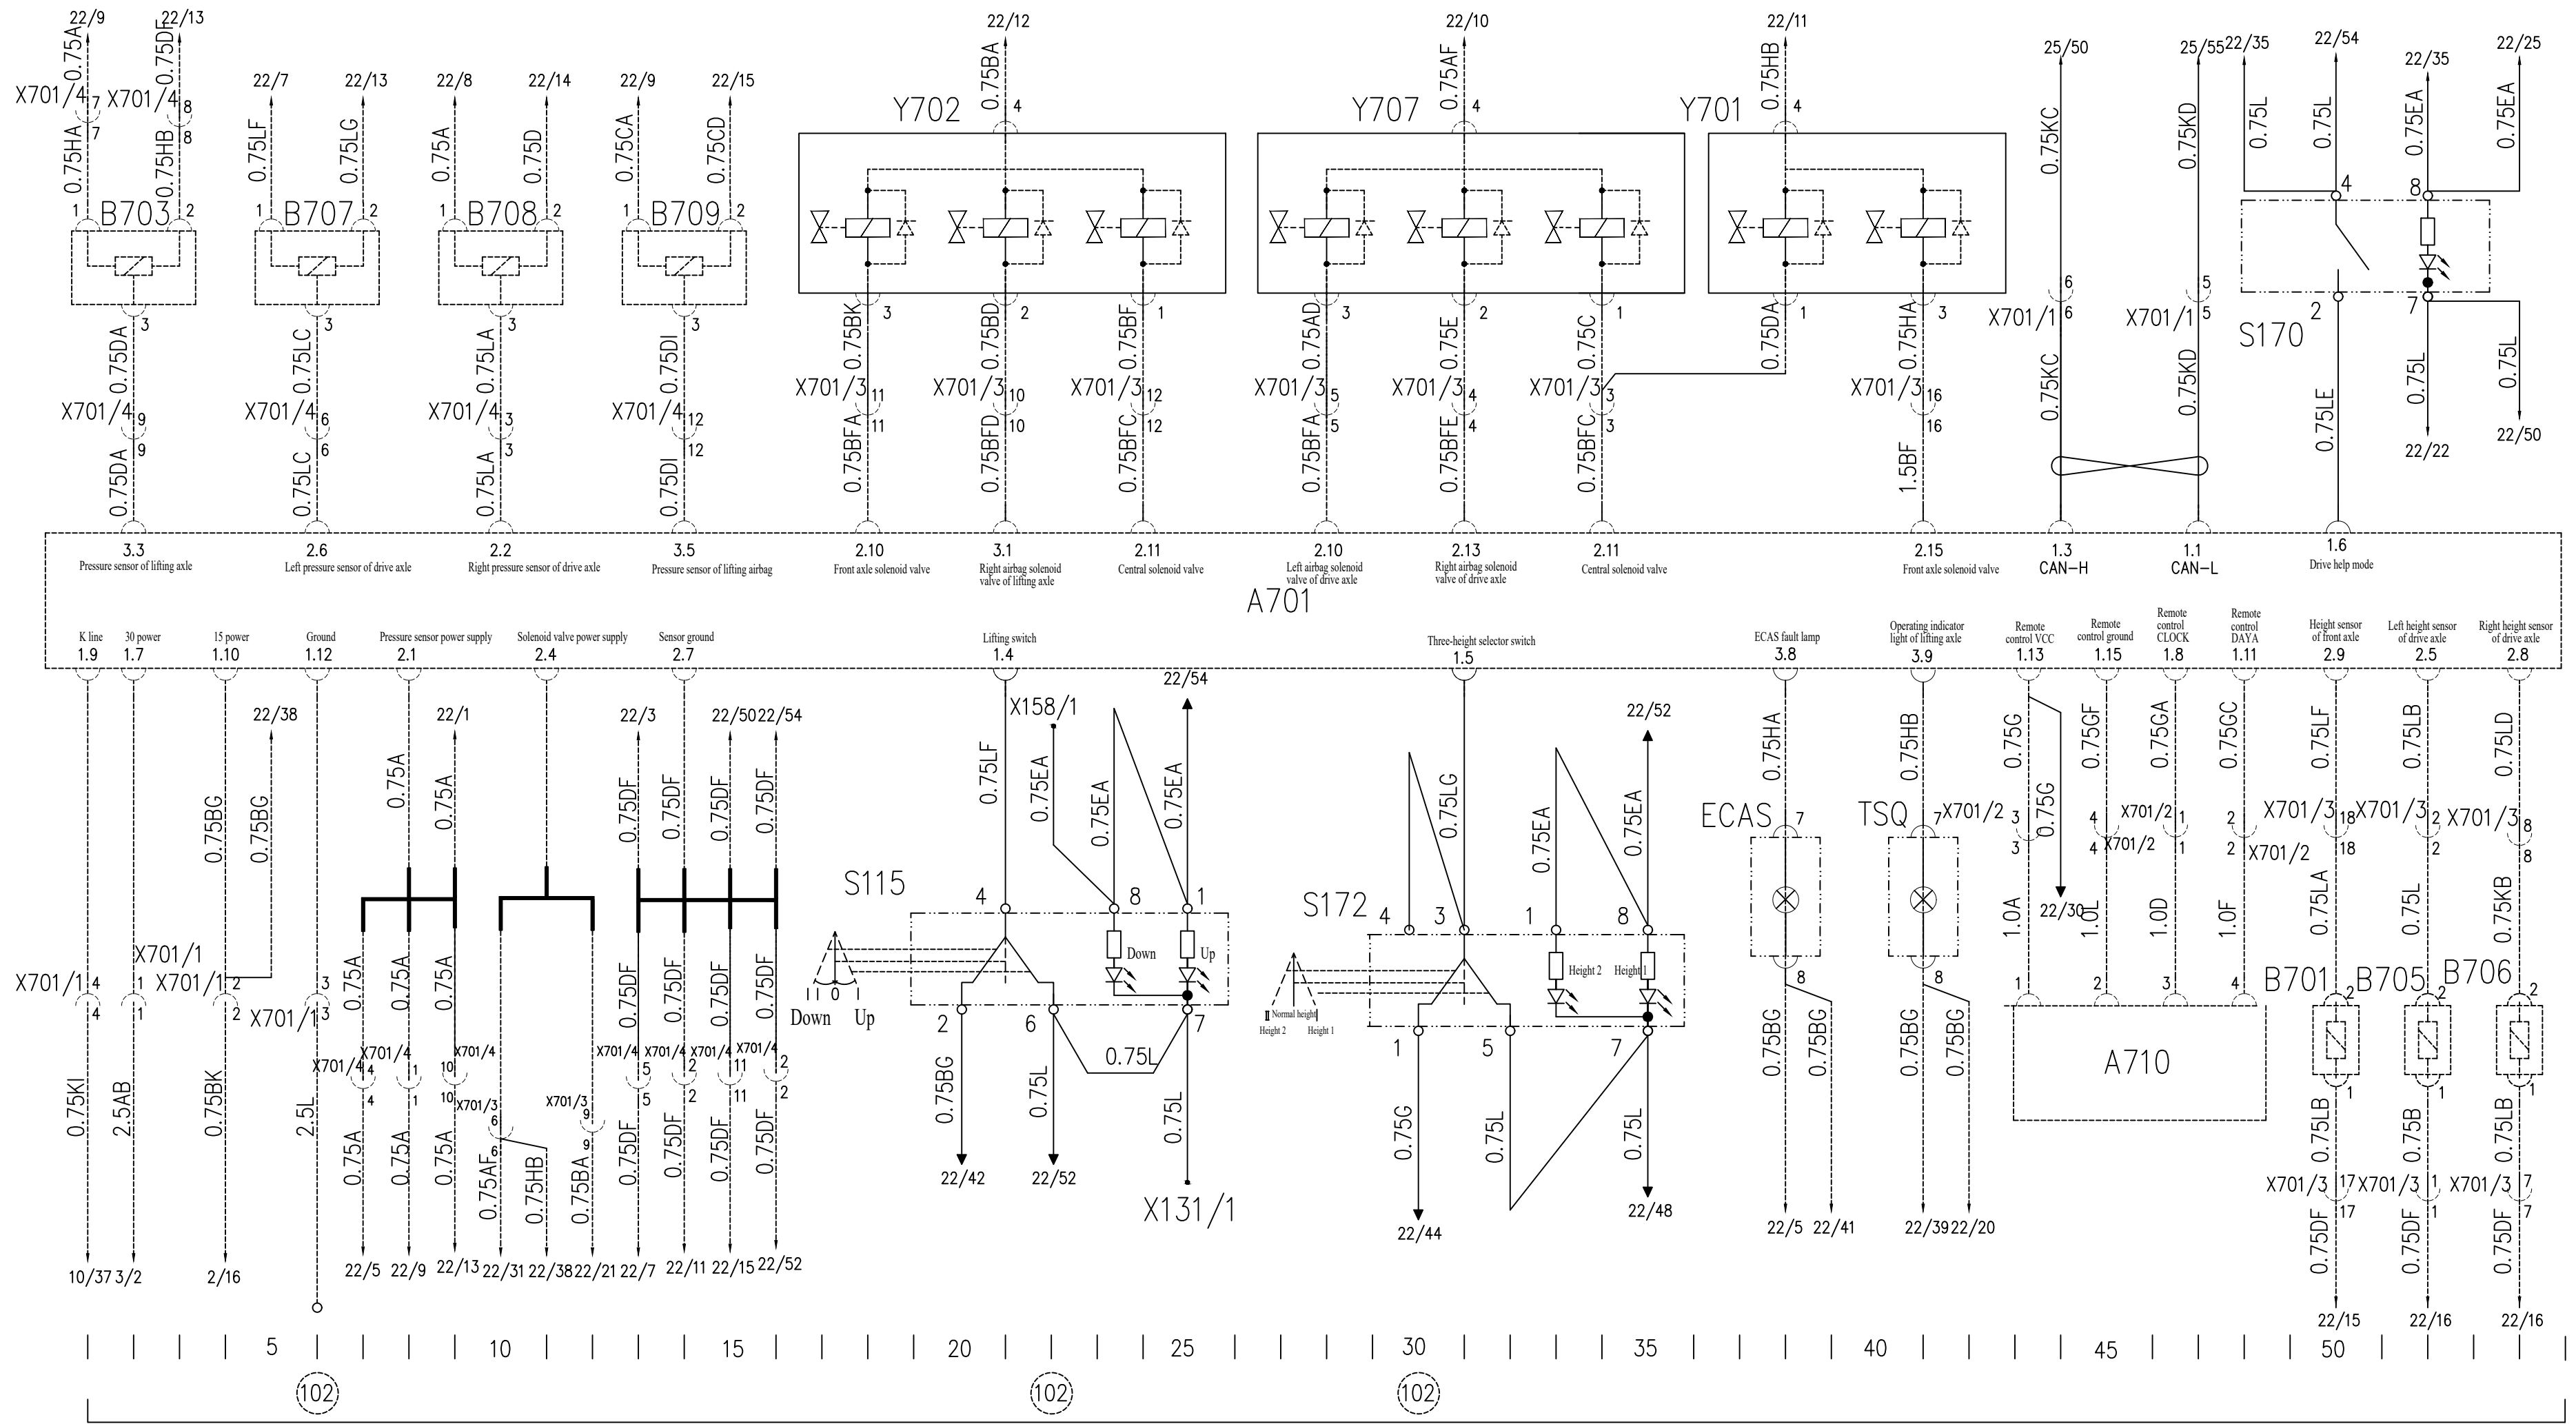 22/9 22/13 22/12 22/10 22/11
25/50 25/55 22/35 22/54 22/35 22/25
22/7 22/13 22/8 22/14 22/9 22/15
0.75A 0.75DF 0.75BA 0.75AF 0.75HB
X701/4 7 X701/4 8
7 8
0.75HA 0.75HB 0.75LF 0.75LG 0.75A 0.75D 0.75CA 0.75CD
Y702 4 Y707 4 Y701 4
0.75KC 0.75KD 0.75L 0.75L 0.75EA 0.75EA
1 B703 2 1 B707 2 1 B708 2 1 B709 2
4 8
3 3 3 3
3 2 1 3 2 1 1 3
6 5
X701/1 6 X701/1 5
2 7
S170
0.75DA 0.75LC 0.75LA 0.75DI 0.75BK 0.75BD 0.75BF 0.75AD 0.75E 0.75C 0.75DA 0.75HA
X701/4 9 X701/4 6 X701/4 3 X701/4 12
X701/3 11 X701/3 10 X701/3 12 X701/3 5 X701/3 4 X701/3 3 X701/3 16
9 6 3 12 11 10 12 5 4 3 16
0.75DA 0.75LC 0.75LA 0.75DI 0.75BFA 0.75BFD 0.75BFC 0.75BFA 0.75BFE 0.75BFC 1.5BF 0.75KC 0.75KD 0.75LE 0.75L 0.75L
22/22 22/50
3.3 2.6 2.2 3.5 2.10 3.1 2.11 2.10 2.13 2.11 2.15 1.3 1.1 1.6
Pressure sensor of lifting axle
Left pressure sensor of drive axle
Right pressure sensor of drive axle
Pressure sensor of lifting airbag
Front axle solenoid valve
Right airbag solenoid
valve of lifting axle
Central solenoid valve
Left airbag solenoid
valve of drive axle
Right airbag solenoid
valve of drive axle
Central solenoid valve
Front axle solenoid valve
CAN-H
CAN-L
Drive help mode
A701
K line
30 power
15 power
Ground
Pressure sensor power supply
Solenoid valve power supply
Sensor ground
Lifting switch
Three-height selector switch
ECAS fault lamp
Operating indicator
light of lifting axle
Remote
control VCC
Remote
control ground
Remote
control
CLOCK
Remote
control
DAYA
Height sensor
of front axle
Left height sensor
of drive axle
Right height sensor
of drive axle
1.9 1.7 1.10 1.12 2.1 2.4 2.7 1.4 1.5 3.8 3.9 1.13 1.15 1.8 1.11 2.9 2.5 2.8
22/38 22/1 22/3 22/50 22/54 X158/1 22/54 22/52
0.75BG 0.75BG 0.75A 0.75A 0.75DF 0.75DF 0.75DF 0.75DF
0.75LF 0.75EA 0.75EA 0.75EA 0.75LG 0.75EA 0.75EA
0.75HA 0.75HB 0.75G 0.75G 0.75GF 0.75GA 0.75GC 0.75LF 0.75LB 0.75LD
ECAS 7 TSQ 7 X701/2 3 4 X701/2 1 2 X701/3 18 X701/3 2 X701/3 8
3 4 X701/2 1 2 X701/2 18 2 8
S115 4 8 1
S172 4 3 1 8
22/30
1.0A 1.0L 1.0D 1.0F 0.75LA 0.75L 0.75KB
Down Up
Height 2 Height 1
X701/1
X701/1 4 1 X701/1 2 3
4 1 2 X701/1 3
0.75A 0.75A 0.75A 0.75DF 0.75DF 0.75DF 0.75DF
II 0 I
Down Up
II Normal height I
Height 2 Height 1
2 6 7
1 5 7
8 8
1 2 3 4
B701 2 B705 2 B706 2
A710
1 1 1
X701/4 4 X701/4 1 X701/4 10 X701/4 5 X701/4 2 X701/4 11 X701/4 2
4 1 10 5 2 11 2
X701/3 6 X701/3 9
6 9
0.75KI 2.5AB 0.75BK 2.5L 0.75A 0.75A 0.75A 0.75AF 0.75HB 0.75BA 0.75DF 0.75DF 0.75DF 0.75DF
0.75BG 0.75L 0.75L 0.75L 0.75G 0.75L 0.75L
0.75BG 0.75BG 0.75BG 0.75BG
0.75LB 0.75B 0.75LB
22/42 22/52 X131/1 22/44 22/48
22/5 22/41 22/39 22/20
X701/3 17 X701/3 1 X701/3 7
17 1 7
0.75DF 0.75DF 0.75DF
10/37 3/2 2/16 22/5 22/9 22/13 22/31 22/38 22/21 22/7 22/11 22/15 22/52
22/15 22/16 22/16
5 10 15 20 25 30 35 40 45 50
102 102 102